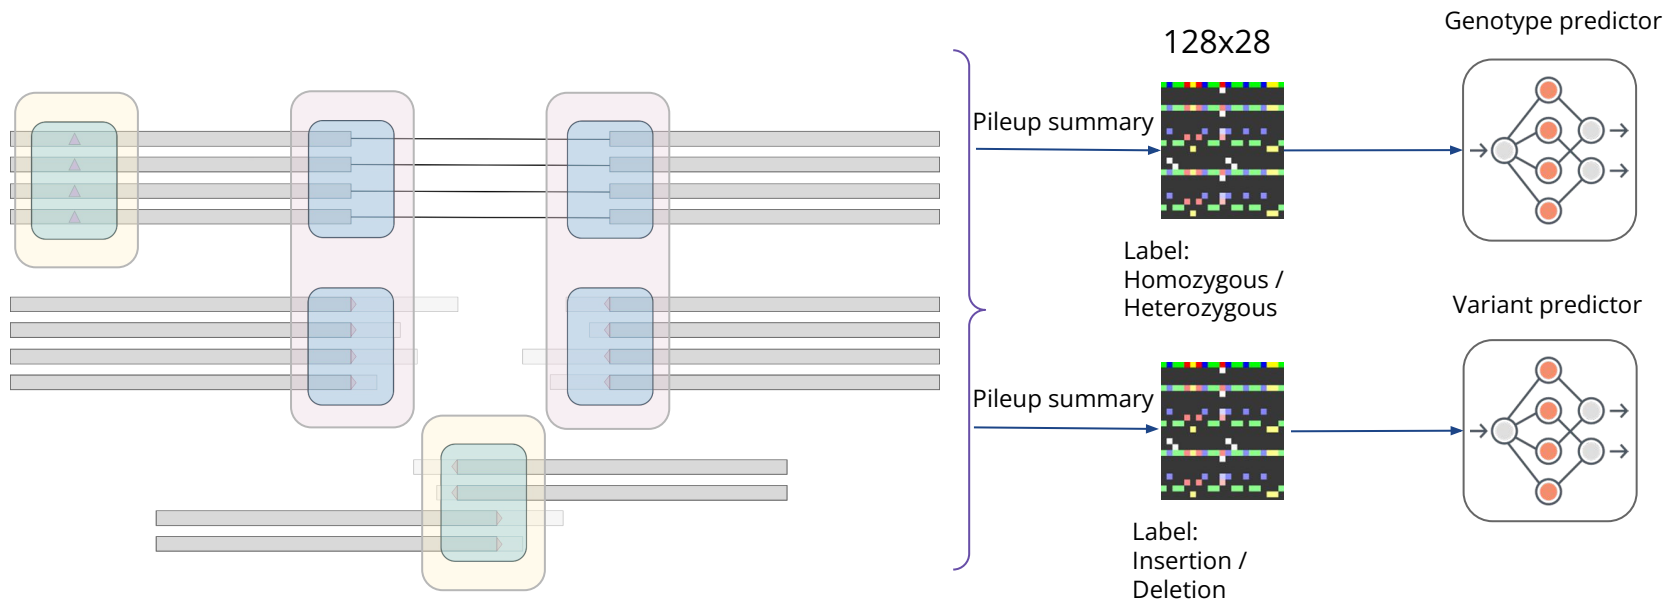 Genotype predictor
128x28
Pileup summary
Label:
Homozygous /
Heterozygous
Variant predictor
Pileup summary
Label:
Insertion /
Deletion